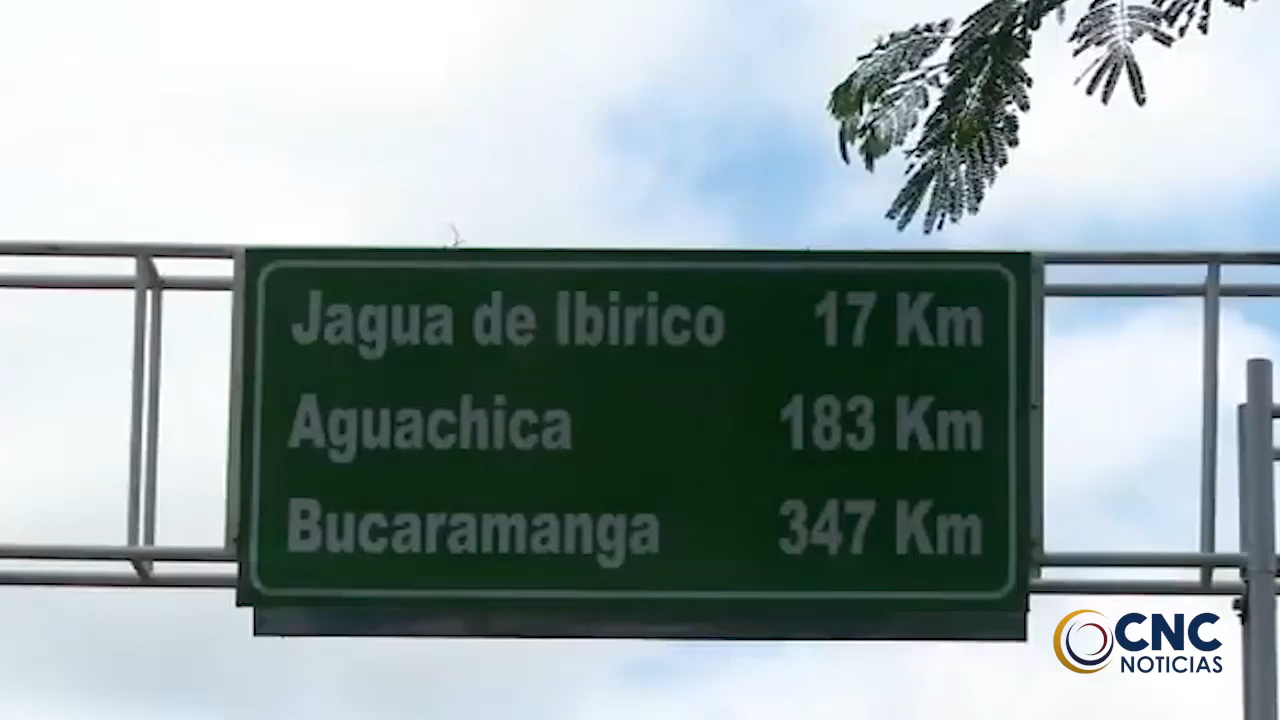 Jagua de Ibirico 17 Km
Aguachica 183 Km
Bucaramanga 347 Km
CNC
NOTICIAS